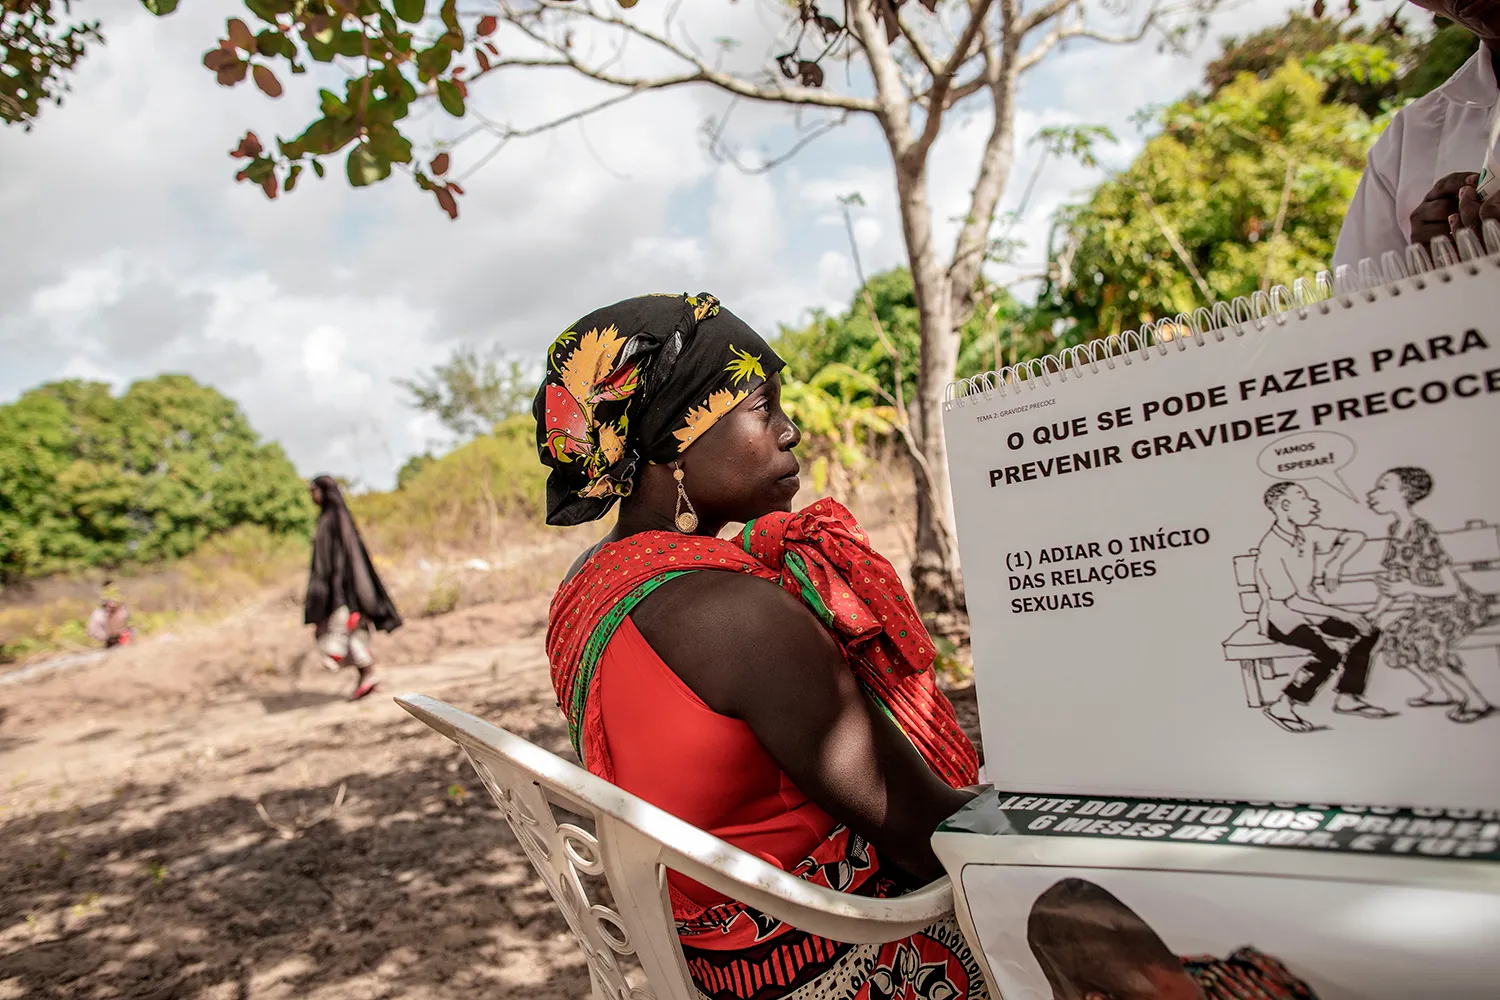 TEMA 2: GRAVIDEZ PRECOCE
O QUE SE PODE FAZER PARA
PREVENIR GRAVIDEZ PRECOCE
VAMOS
ESPERAR!
(1) ADIAR O INÍCIO
DAS RELAÇÕES
SEXUAIS
LEITE DO PEITO NOS PRIMEI
6 MESES DE VIDA. E TUP